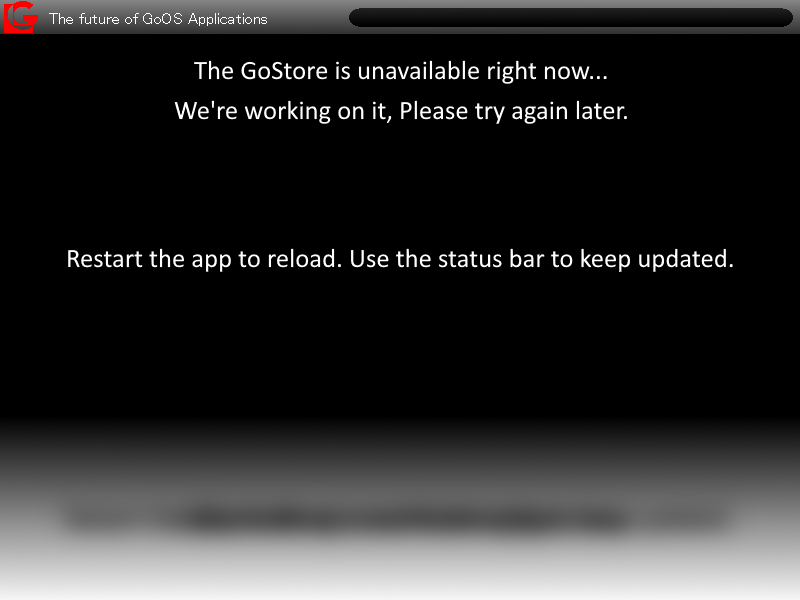 The future of GoOS Applications
The GoStore is unavailable right now...
We're working on it, Please try again later.
Restart the app to reload. Use the status bar to keep updated.